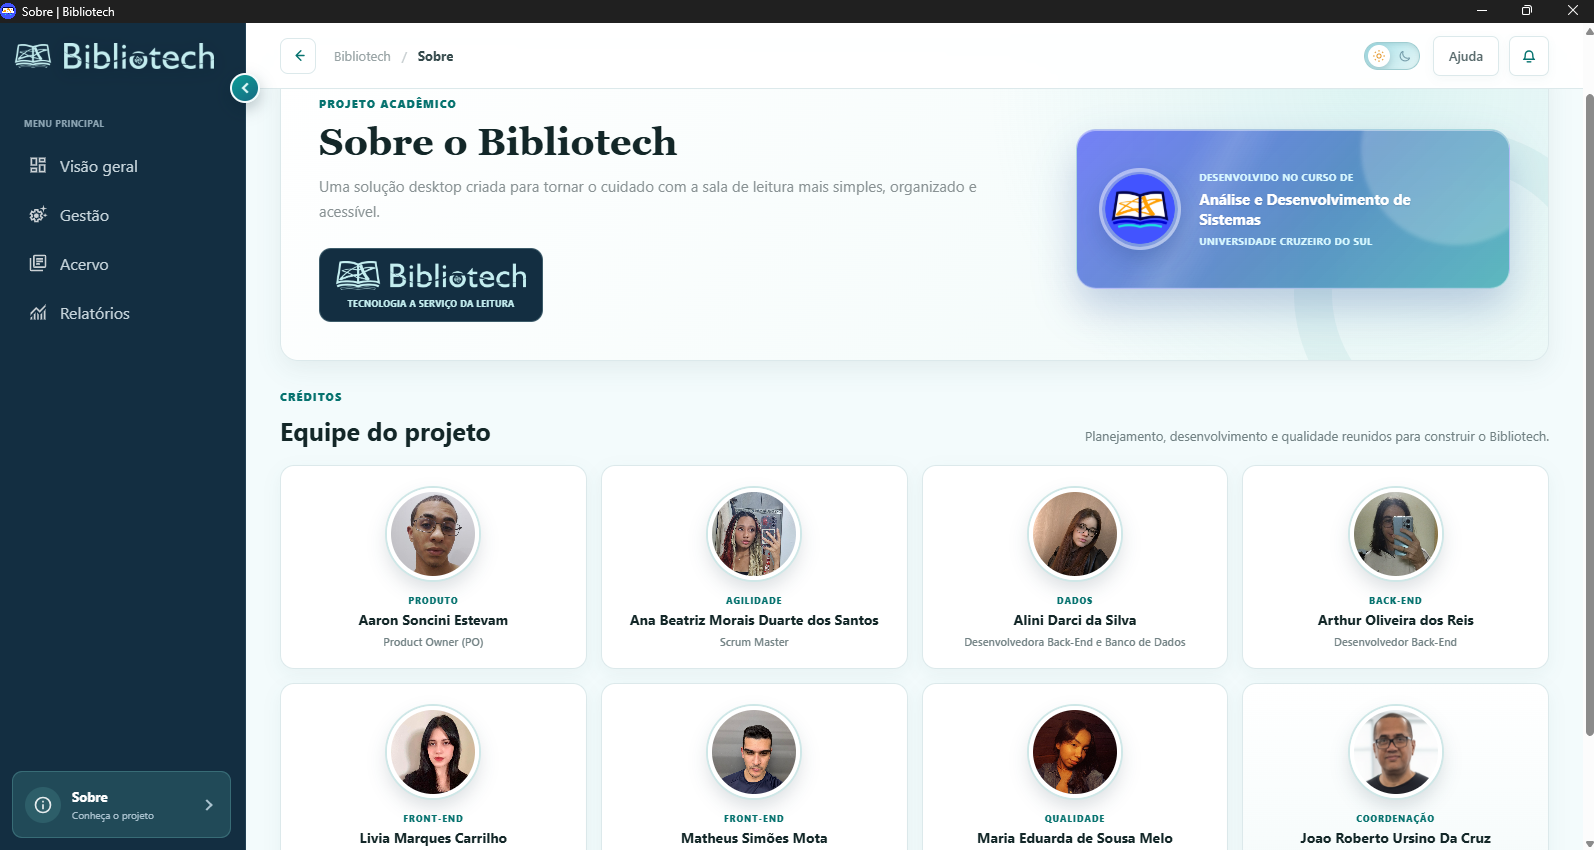 Sobre | Bibliotech
Bibliotech
Bibliotech / Sobre
Ajuda
MENU PRINCIPAL
Visão geral
Gestão
Acervo
Relatórios
Sobre
Conheça o projeto
PROJETO ACADÊMICO
Sobre o Bibliotech
Uma solução desktop criada para tornar o cuidado com a sala de leitura mais simples, organizado e
acessível.
Bibliotech
TECNOLOGIA A SERVIÇO DA LEITURA
DESENVOLVIDO NO CURSO DE
Análise e Desenvolvimento de
Sistemas
UNIVERSIDADE CRUZEIRO DO SUL
CRÉDITOS
Equipe do projeto
Planejamento, desenvolvimento e qualidade reunidos para construir o Bibliotech.
PRODUTO
Aaron Soncini Estevam
Product Owner (PO)
AGILIDADE
Ana Beatriz Morais Duarte dos Santos
Scrum Master
DADOS
Alini Darci da Silva
Desenvolvedora Back-End e Banco de Dados
BACK-END
Arthur Oliveira dos Reis
Desenvolvedor Back-End
FRONT-END
Livia Marques Carrilho
FRONT-END
Matheus Simões Mota
QUALIDADE
Maria Eduarda de Sousa Melo
COORDENAÇÃO
Joao Roberto Ursino Da Cruz